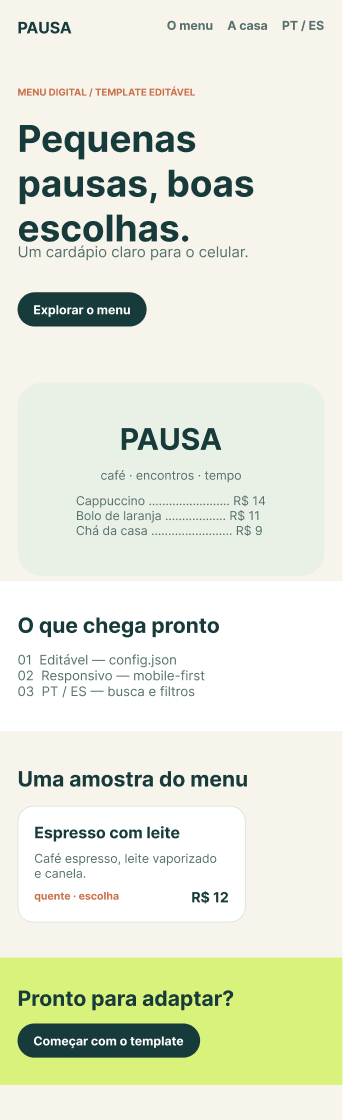 PAUSA
O menu A casa PT / ES
MENU DIGITAL / TEMPLATE EDITÁVEL
Pequenas
pausas, boas
escolhas.
Um cardápio claro para o celular.
Explorar o menu
PAUSA
café · encontros · tempo
Cappuccino ........................ R$ 14
Bolo de laranja .................. R$ 11
Chá da casa ........................ R$ 9
O que chega pronto
01 Editável — config.json
02 Responsivo — mobile-first
03 PT / ES — busca e filtros
Uma amostra do menu
Espresso com leite
Café espresso, leite vaporizado
e canela.
quente · escolha
R$ 12
Pronto para adaptar?
Começar com o template